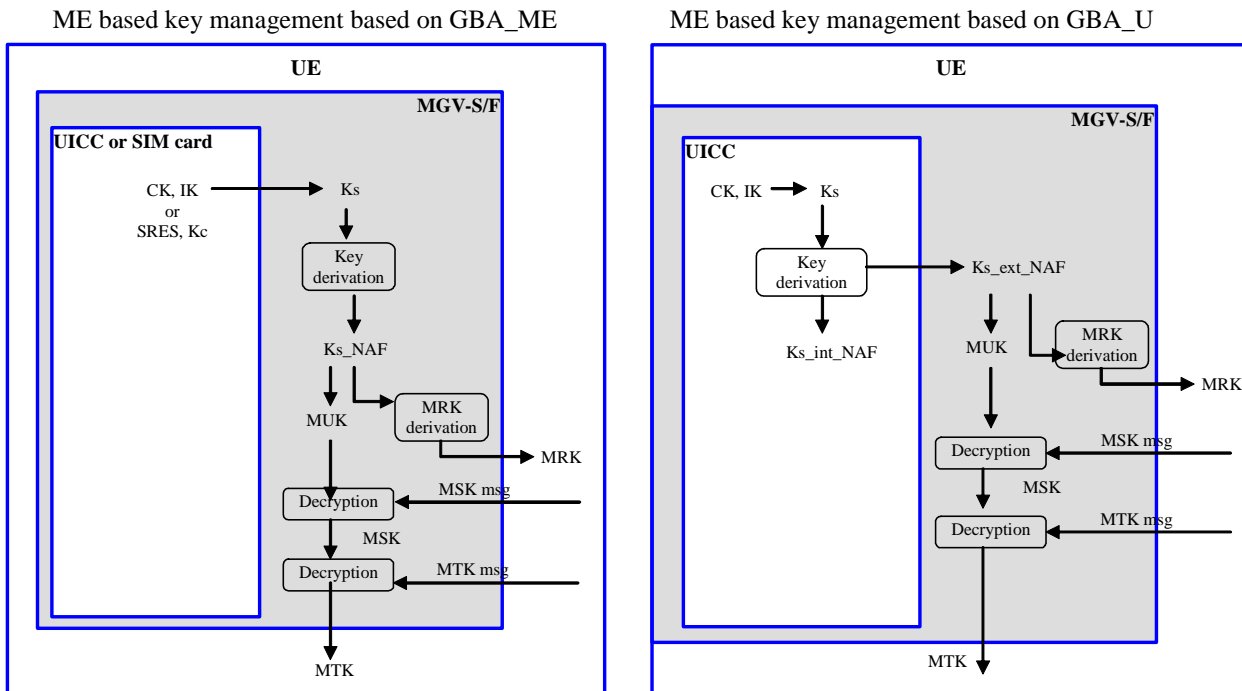 ME based key management based on GBA_ME
UE
MGV-S/F
UICC or SIM card
CK, IK
or
SRES, Kc
Ks
Key
derivation
Ks_NAF
MUK
MRK
derivation
MRK
Decryption
MSK msg
MSK
Decryption
MTK msg
MTK
ME based key management based on GBA_U
UE
MGV-S/F
UICC
CK, IK
Ks
Key
derivation
Ks_ext_NAF
Ks_int_NAF
MUK
MRK
derivation
MRK
Decryption
MSK msg
MSK
Decryption
MTK msg
MTK